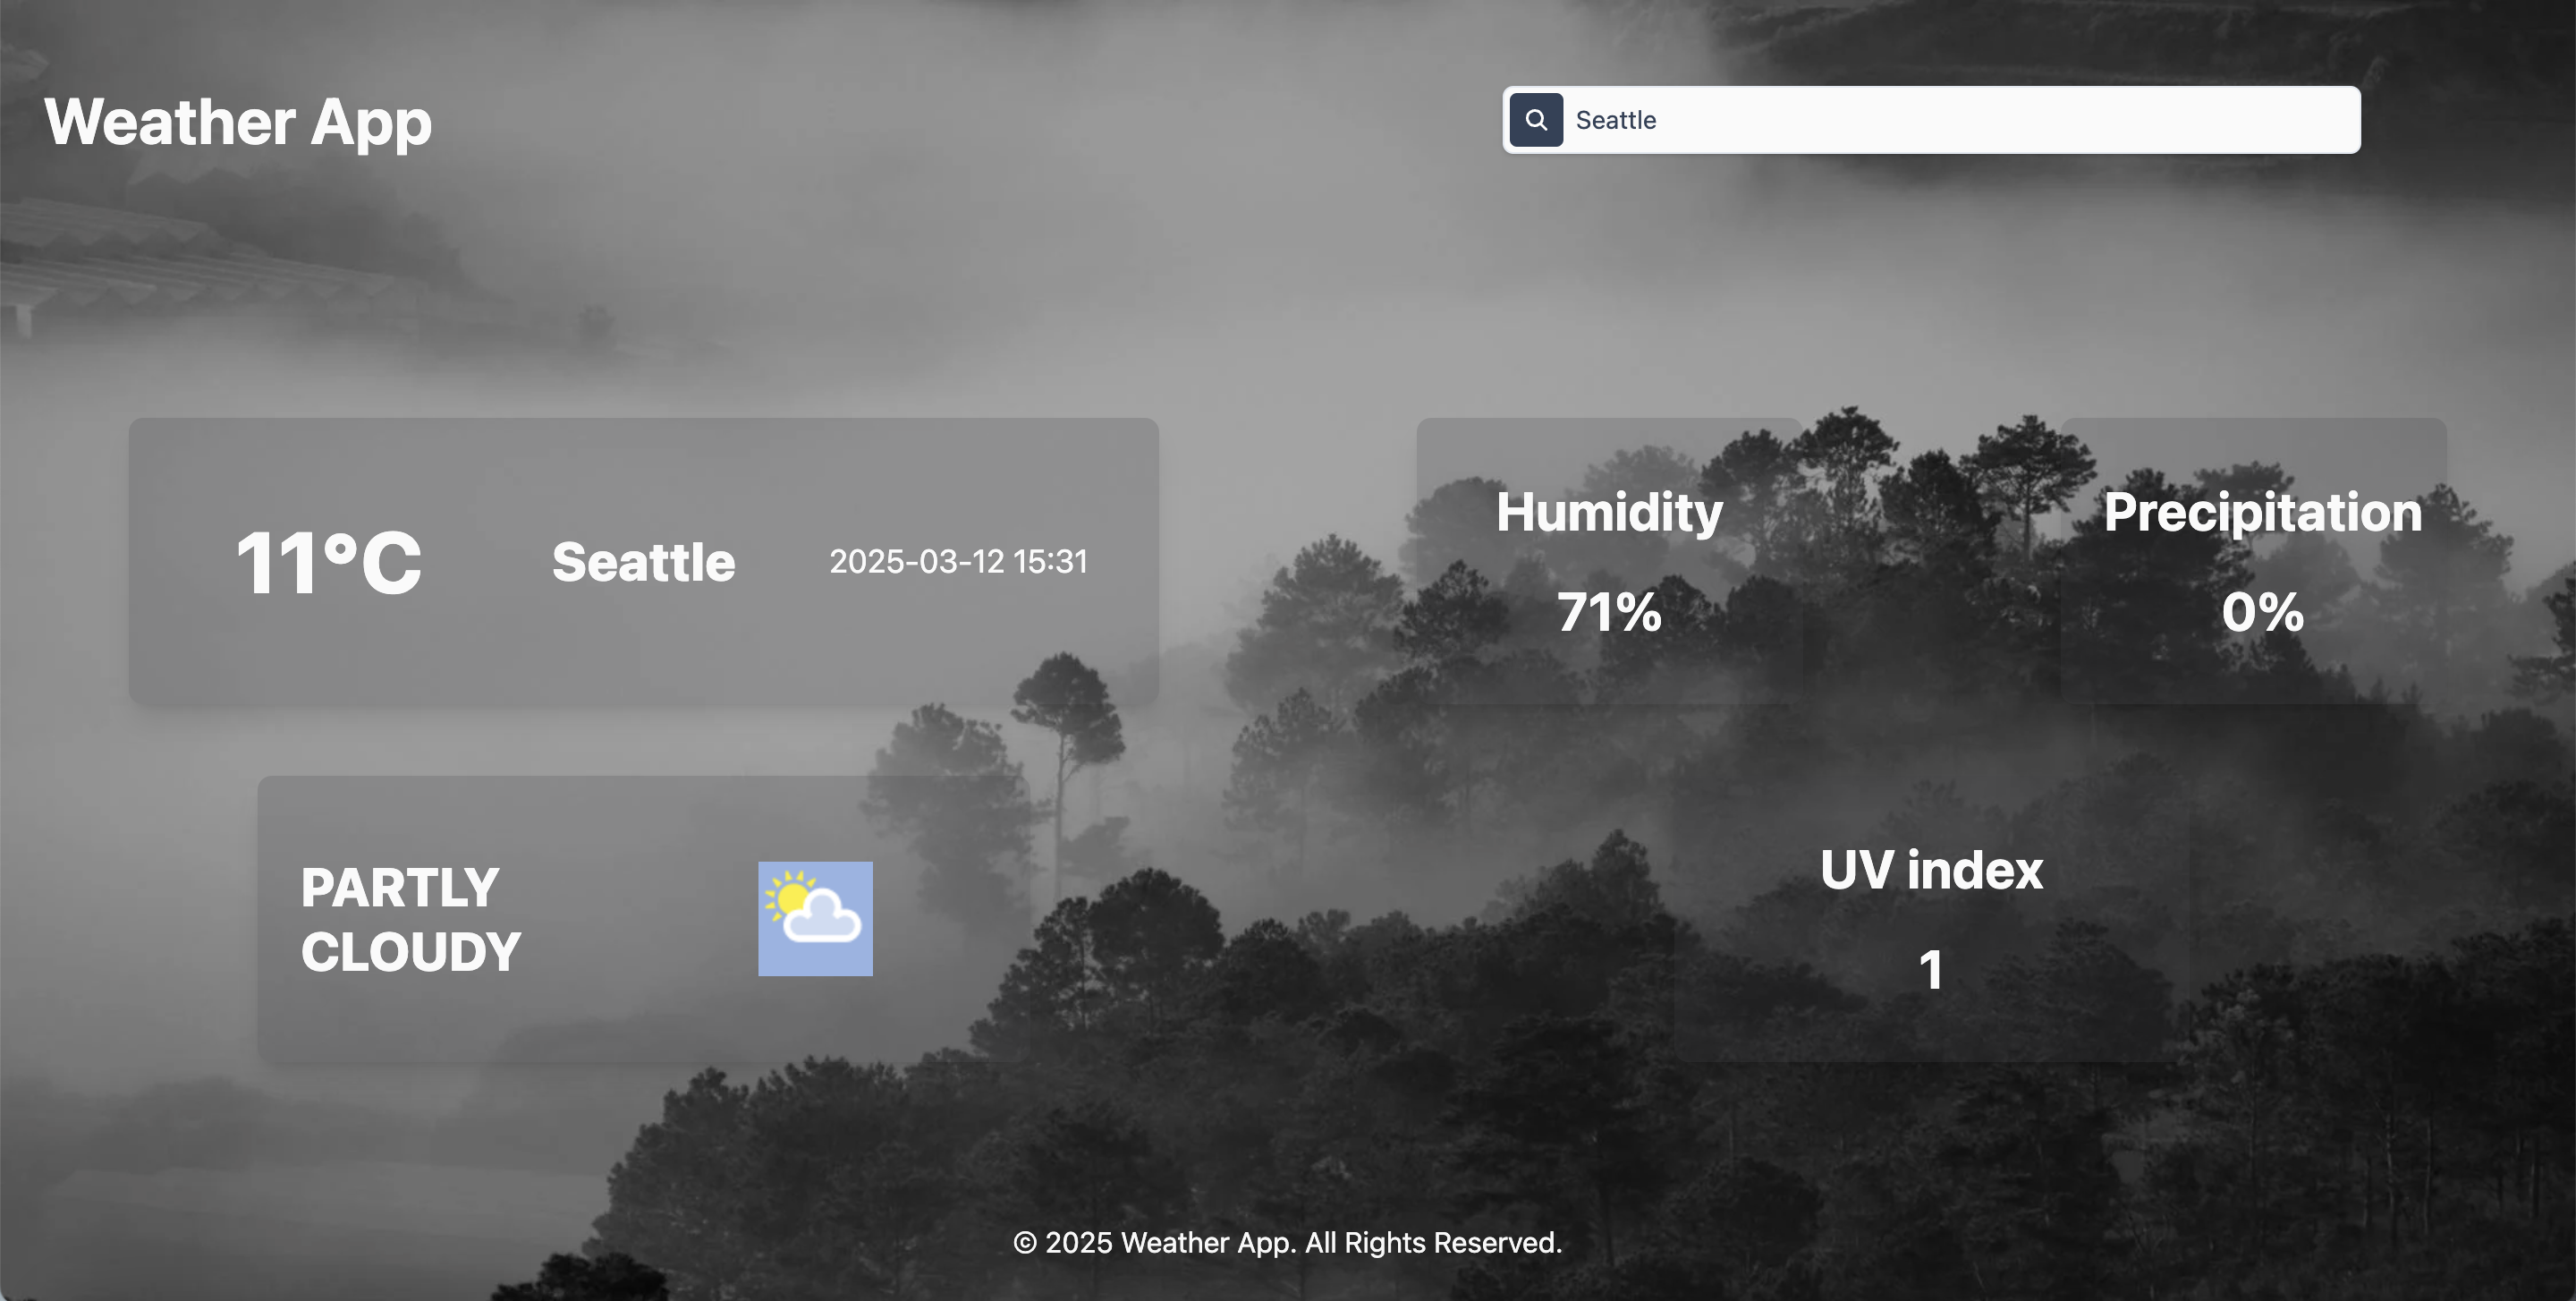 Weather App
Seattle
11°C
Seattle
2025-03-12 15:31
Humidity
71%
Precipitation
0%
PARTLY
CLOUDY
UV index
1
© 2025 Weather App. All Rights Reserved.